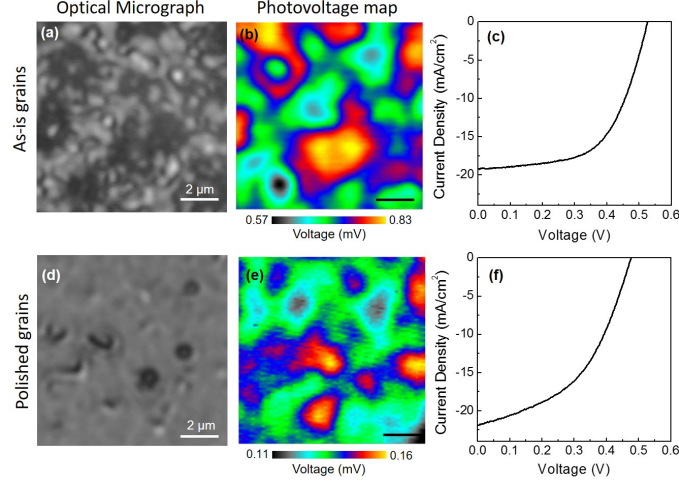 Optical Micrograph
Photovoltage map
As-is grains
(a)
2 µm
(b)
0.57
0.83
Voltage (mV)
(c)
Current Density (mA/cm²)
0
-5
-10
-15
-20
0.0 0.1 0.2 0.3 0.4 0.5 0.6
Voltage (V)
Polished grains
(d)
2 µm
(e)
0.11
0.16
Voltage (mV)
(f)
Current Density (mA/cm²)
0
-5
-10
-15
-20
0.0 0.1 0.2 0.3 0.4 0.5 0.6
Voltage (V)